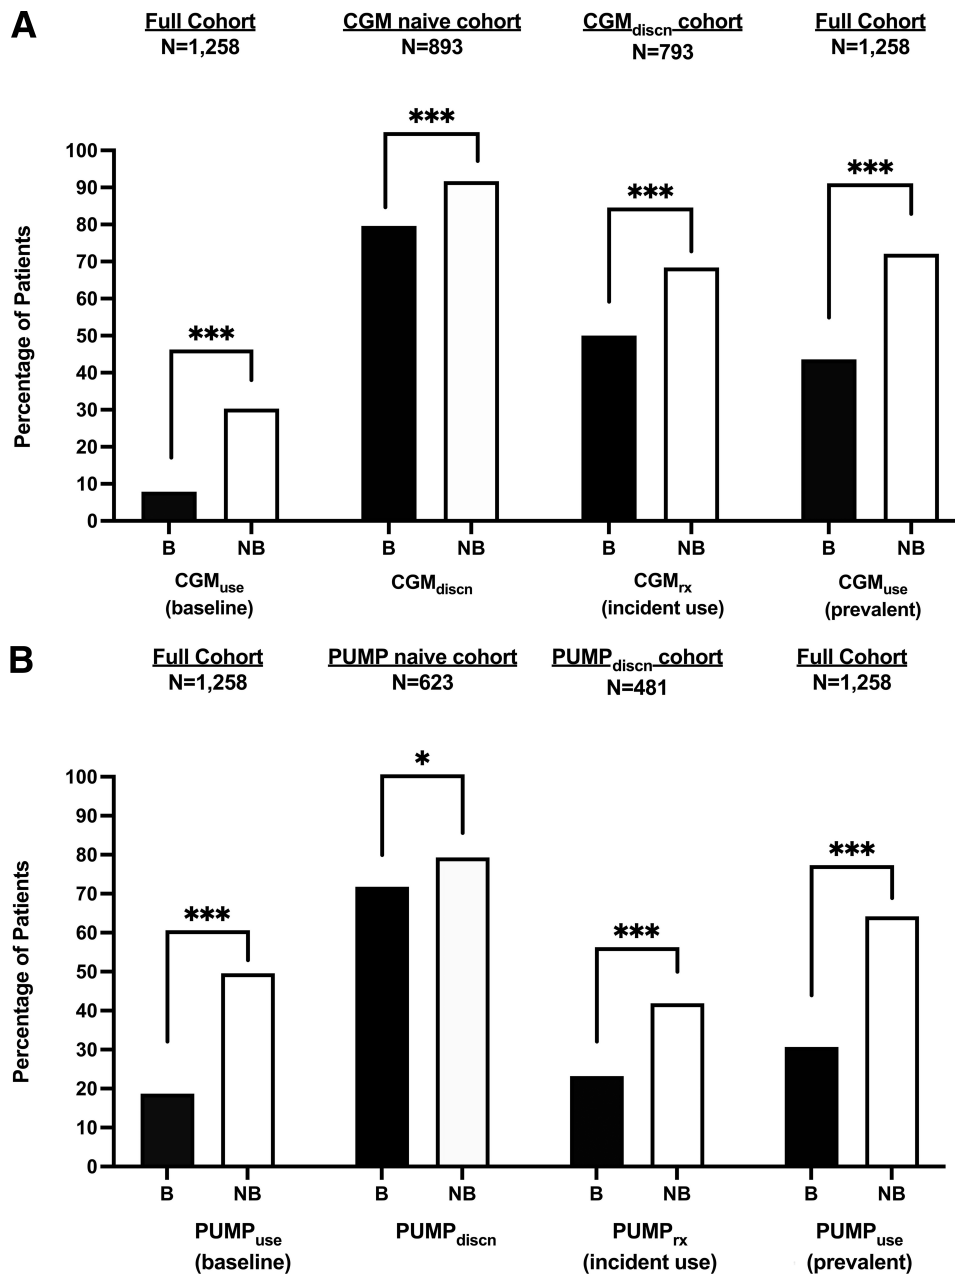 A
Full Cohort CGM naive cohort CGMdiscn cohort Full Cohort
N=1,258 N=893 N=793 N=1,258
*** *** *** ***
Percentage of Patients
100
90
80
70
60
50
40
30
20
10
0
B NB B NB B NB B NB
CGMuse CGMdiscn CGMrx CGMuse
(baseline) (incident use) (prevalent)
B
Full Cohort PUMP naive cohort PUMPdiscn cohort Full Cohort
N=1,258 N=623 N=481 N=1,258
*** * *** ***
Percentage of Patients
100
90
80
70
60
50
40
30
20
10
0
B NB B NB B NB B NB
PUMPuse PUMPdiscn PUMPrx PUMPuse
(baseline) (incident use) (prevalent)